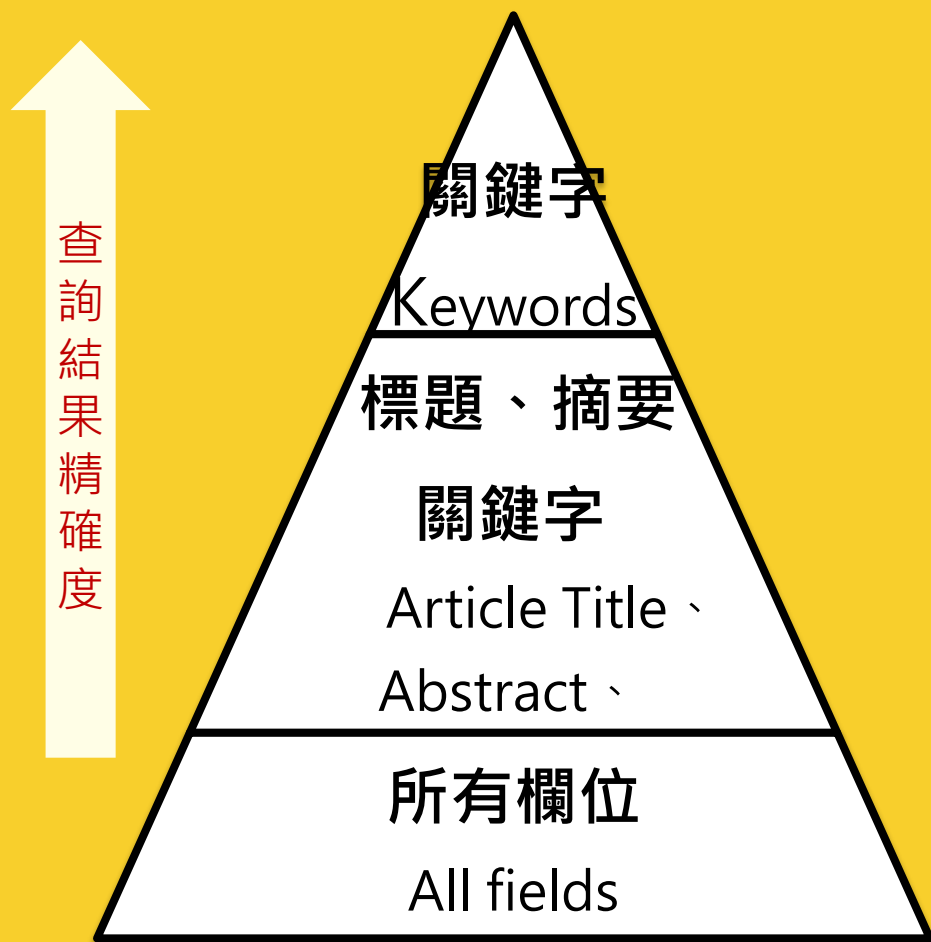 查詢結果精確度
關鍵字
Keywords
標題、摘要
關鍵字
Article Title、
Abstract、
所有欄位
All fields